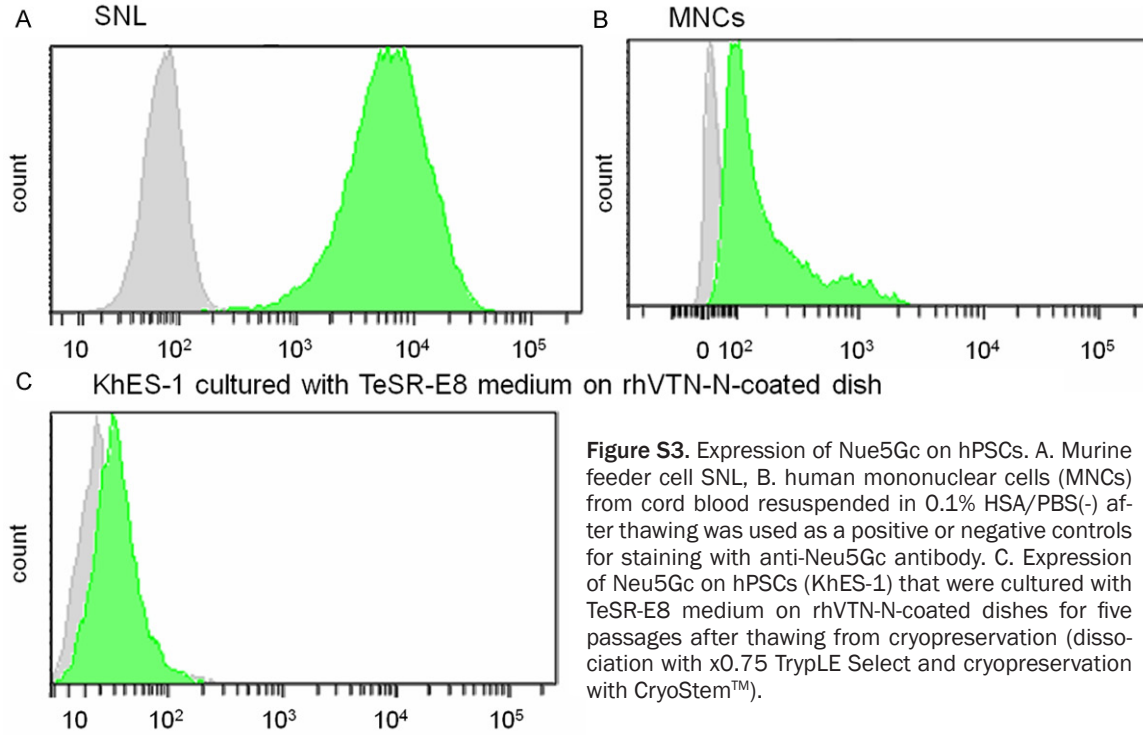 A SNL
B MNCs
count
count
10 10² 10³ 10⁴ 10⁵
0 10² 10³ 10⁴ 10⁵
C KhES-1 cultured with TeSR-E8 medium on rhVTN-N-coated dish
count
10 10² 10³ 10⁴ 10⁵
Figure S3. Expression of Nue5Gc on hPSCs. A. Murine
feeder cell SNL, B. human mononuclear cells (MNCs)
from cord blood resuspended in 0.1% HSA/PBS(-) af-
ter thawing was used as a positive or negative controls
for staining with anti-Neu5Gc antibody. C. Expression
of Neu5Gc on hPSCs (KhES-1) that were cultured with
TeSR-E8 medium on rhVTN-N-coated dishes for five
passages after thawing from cryopreservation (disso-
ciation with x0.75 TrypLE Select and cryopreservation
with CryoStem™).